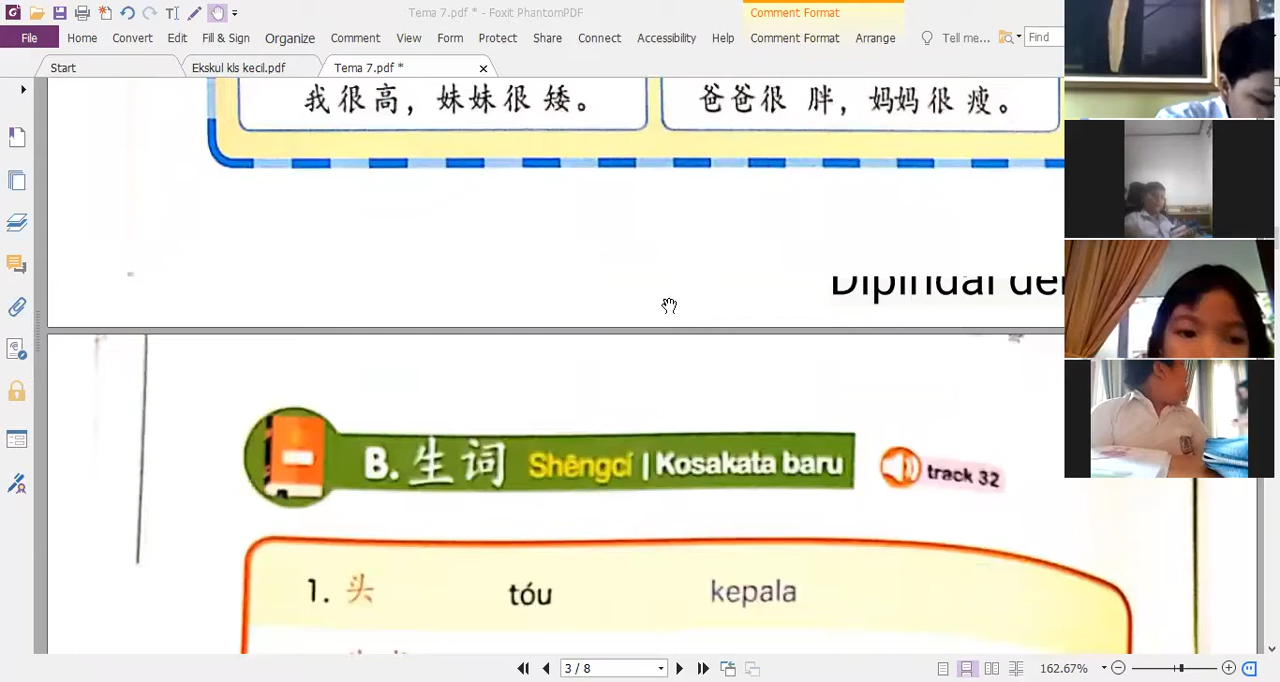 Tema 7.pdf * - Foxit PhantomPDF
Comment Format
File Home Convert Edit Fill & Sign Organize Comment View Form Protect Share Connect Accessibility Help Comment Format Arrange Tell me... Find
Start Ekskul kls kecil.pdf Tema 7.pdf *
我很高，妹妹很矮。 爸爸很胖，妈妈很瘦。
Dipindai
B. 生词 Shēngcí | Kosakata baru track 32
1. 头 tóu kepala
3 / 8 162.67%